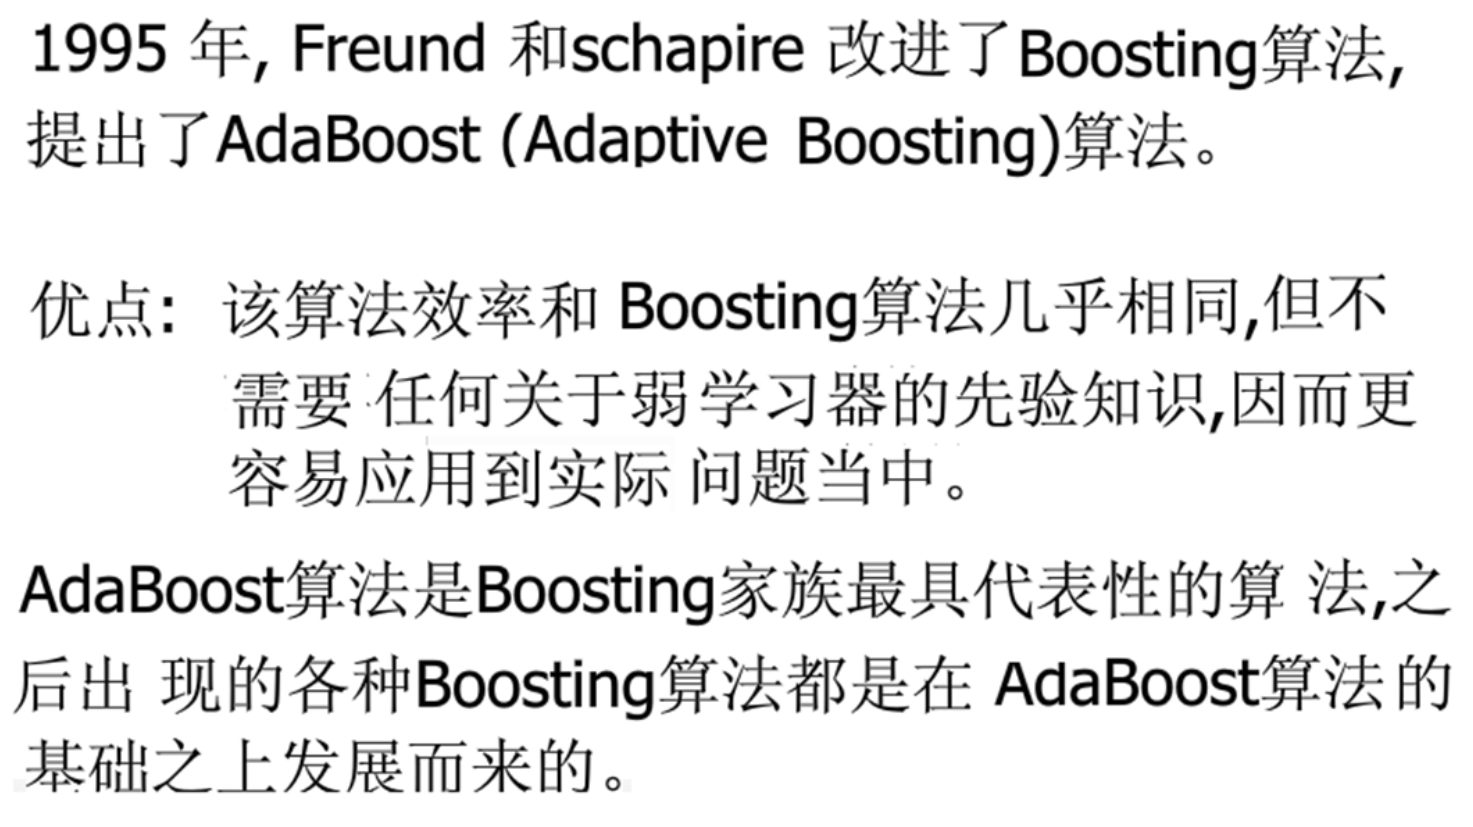 1995 年, Freund 和schapire 改进了Boosting算法,
提出了AdaBoost (Adaptive Boosting)算法。
优点: 该算法效率和 Boosting算法几乎相同,但不
需要 任何关于弱学习器的先验知识,因而更
容易应用到实际 问题当中。
AdaBoost算法是Boosting家族最具代表性的算 法,之
后出 现的各种Boosting算法都是在 AdaBoost算法的
基础之上发展而来的。